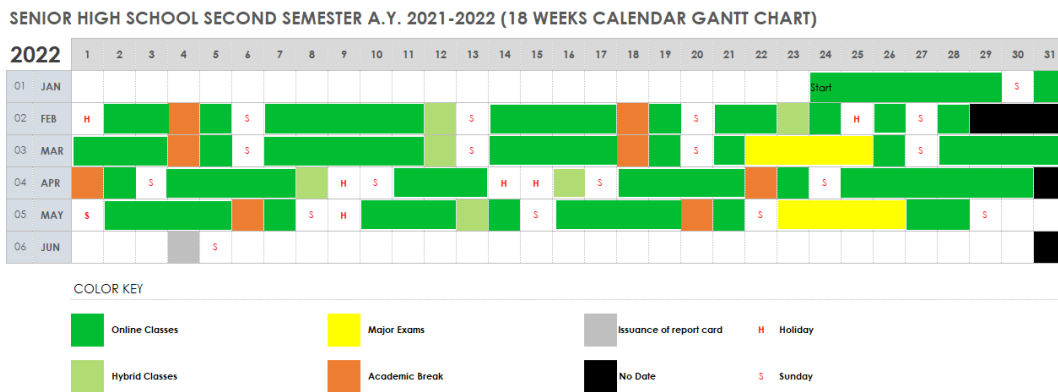 SENIOR HIGH SCHOOL SECOND SEMESTER A.Y. 2021-2022 (18 WEEKS CALENDAR GANTT CHART)
2022 1 2 3 4 5 6 7 8 9 10 11 12 13 14 15 16 17 18 19 20 21 22 23 24 25 26 27 28 29 30 31
01 JAN Start S
02 FEB H S S S H S
03 MAR S S S S
04 APR S H S H H S S
05 MAY S S H S S S
06 JUN S
COLOR KEY
Online Classes Major Exams Issuance of report card H Holiday
Hybrid Classes Academic Break No Date S Sunday